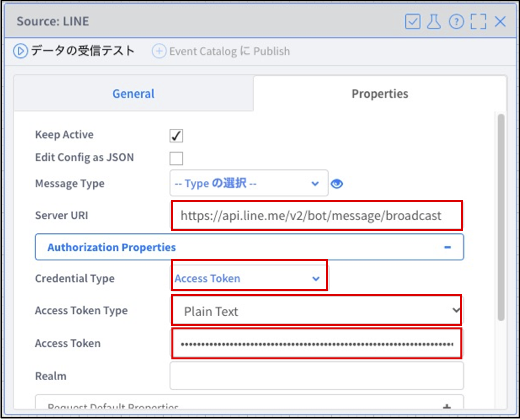 Source: LINE
データの受信テスト Event Catalog に Publish
General Properties
Keep Active
Edit Config as JSON
Message Type -- Type の選択 --
Server URI https://api.line.me/v2/bot/message/broadcast
Authorization Properties
Credential Type Access Token
Access Token Type Plain Text
Access Token
Realm
Request Default Properties